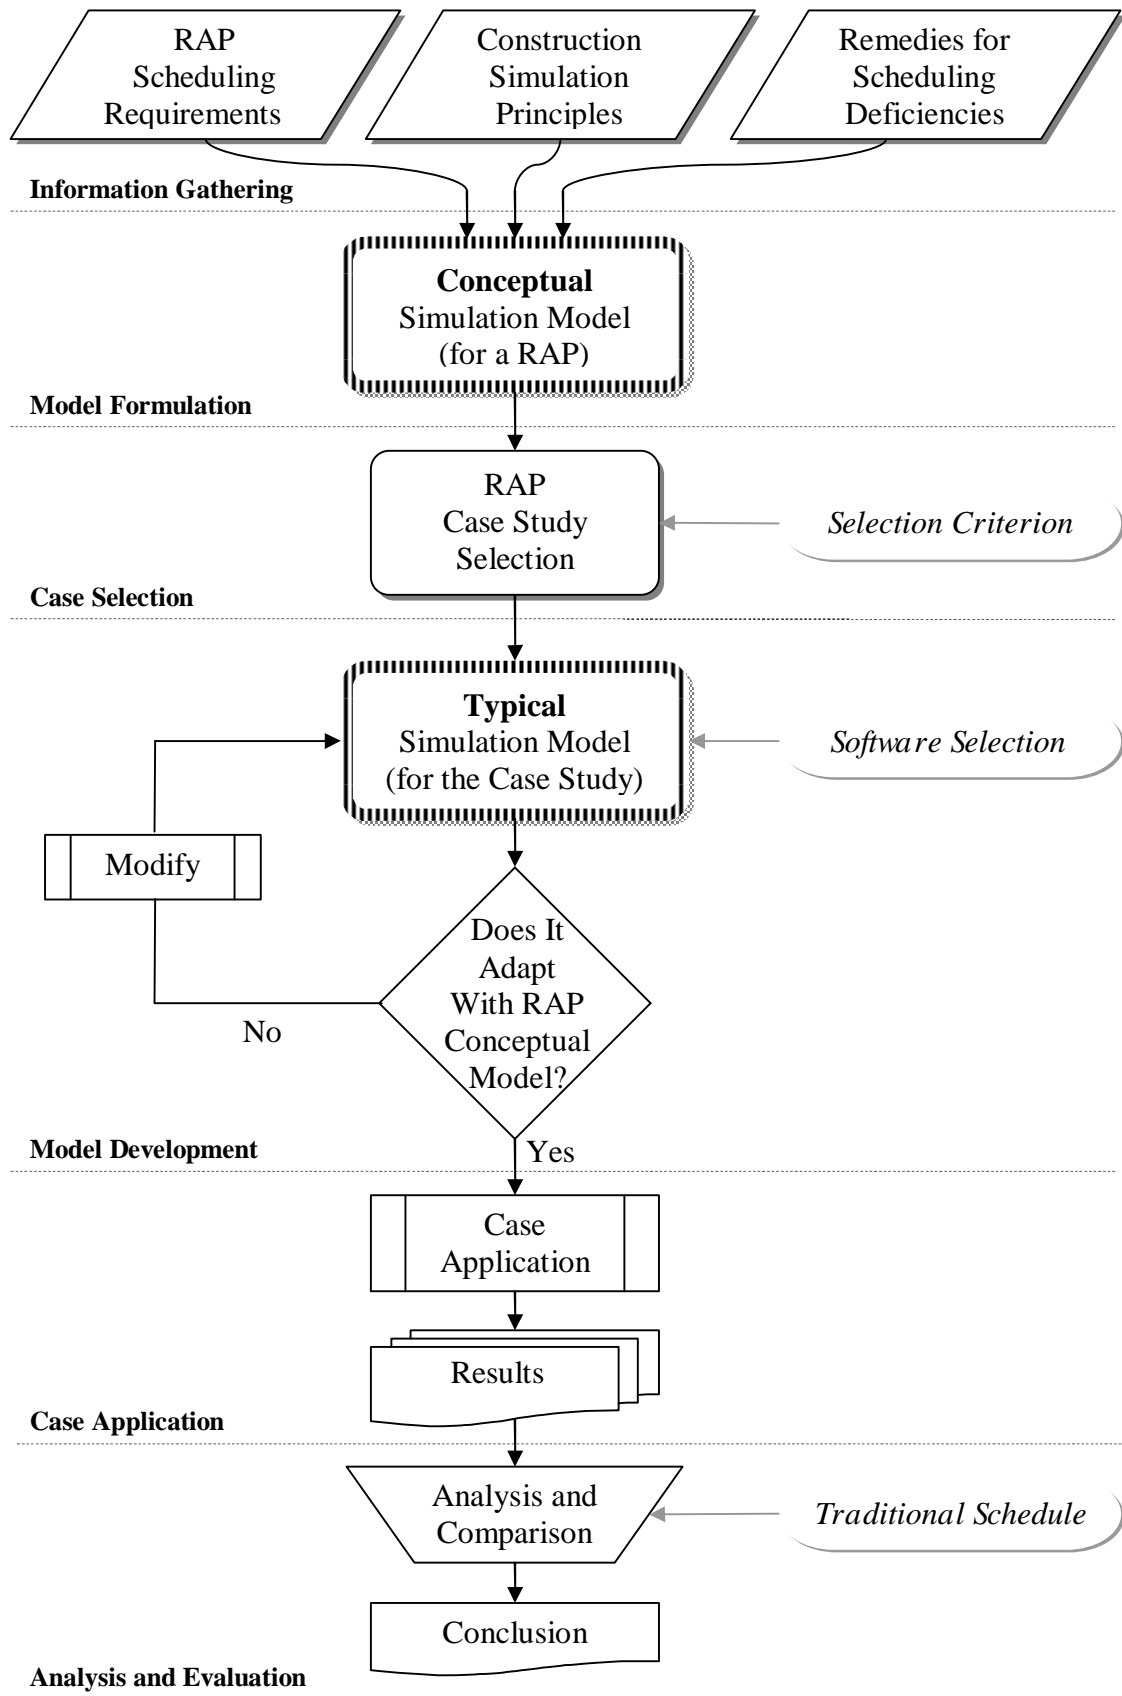 RAP
Scheduling
Requirements
Construction
Simulation
Principles
Remedies for
Scheduling
Deficiencies
Information Gathering
Conceptual
Simulation Model
(for a RAP)
Model Formulation
RAP
Case Study
Selection
Selection Criterion
Case Selection
Typical
Simulation Model
(for the Case Study)
Software Selection
Modify
Does It
Adapt
With RAP
Conceptual
Model?
No
Yes
Model Development
Case
Application
Results
Case Application
Analysis and
Comparison
Traditional Schedule
Conclusion
Analysis and Evaluation